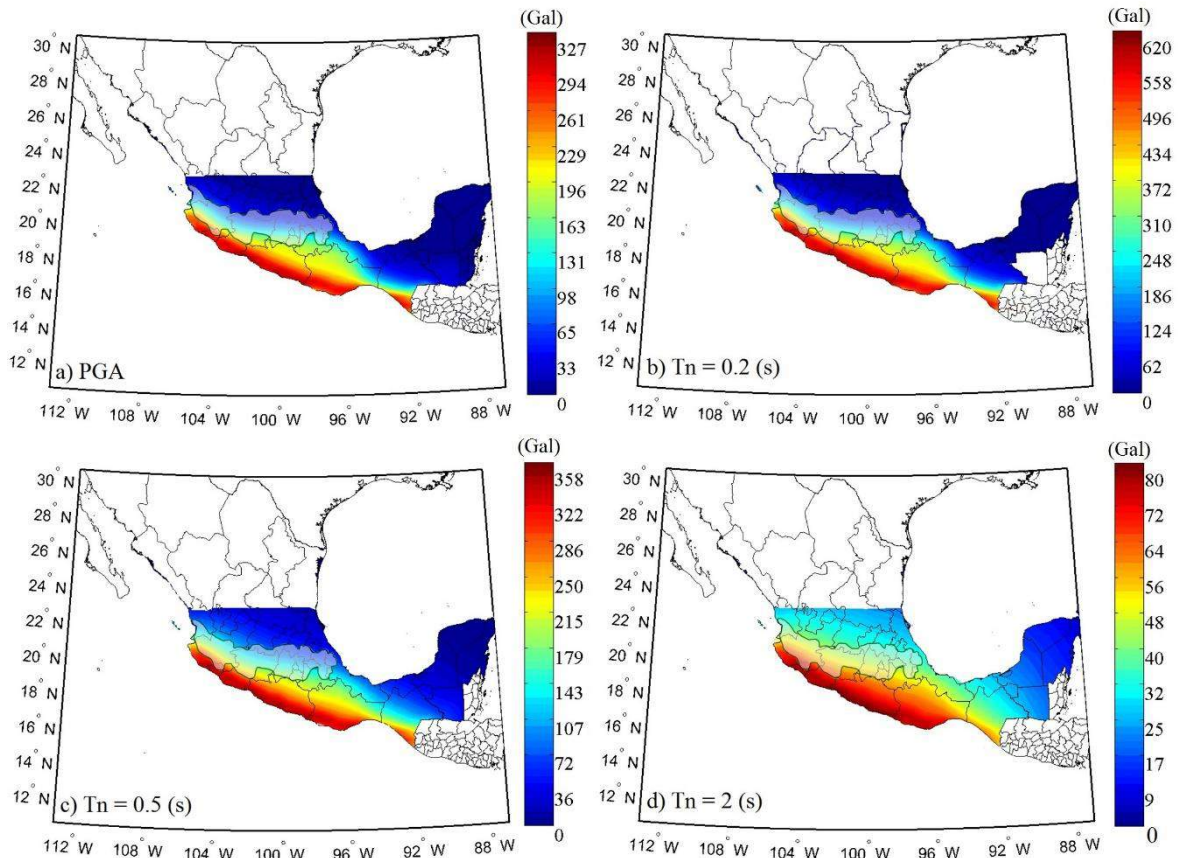 (Gal)
30° N
28° N
26° N
24° N
22° N
20° N
18° N
16° N
14° N
12° N
327
294
261
229
196
163
131
98
65
33
0
a) PGA
112° W 108° W 104° W 100° W 96° W 92° W 88° W
(Gal)
30° N
28° N
26° N
24° N
22° N
20° N
18° N
16° N
14° N
12° N
620
558
496
434
372
310
248
186
124
62
0
b) Tn = 0.2 (s)
112° W 108° W 104° W 100° W 96° W 92° W 88° W
(Gal)
30° N
28° N
26° N
24° N
22° N
20° N
18° N
16° N
14° N
12° N
358
322
286
250
215
179
143
107
72
36
0
c) Tn = 0.5 (s)
112° W 108° W 104° W 100° W 96° W 92° W 88° W
(Gal)
30° N
28° N
26° N
24° N
22° N
20° N
18° N
16° N
14° N
12° N
80
72
64
56
48
40
32
24
17
9
0
d) Tn = 2 (s)
112° W 108° W 104° W 100° W 96° W 92° W 88° W